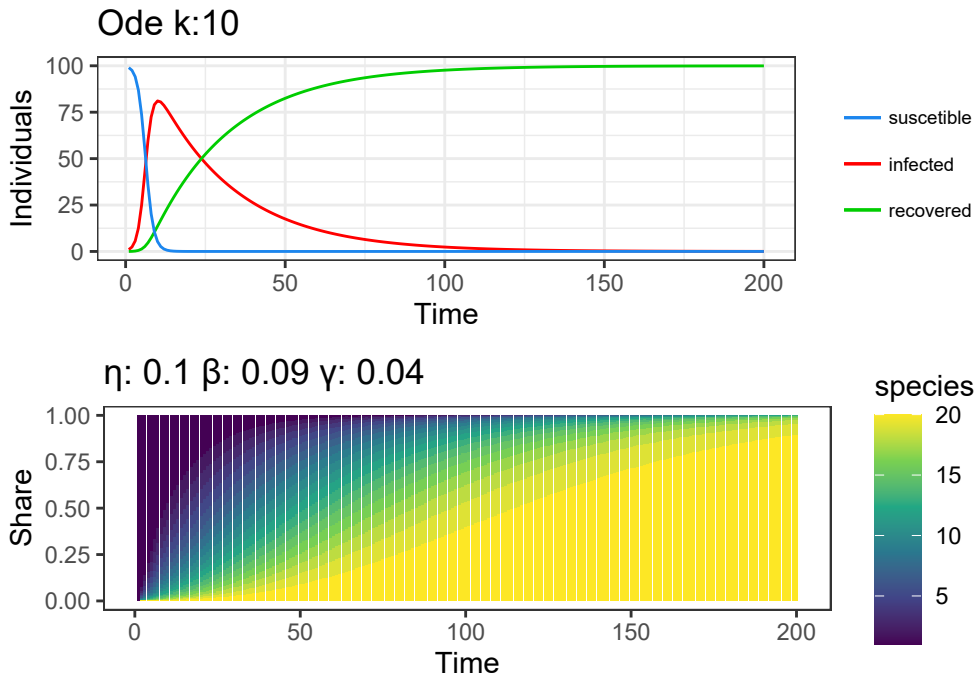 Ode k:10
Individuals
100
75
50
25
0
0 50 100 150 200
Time
suscetible
infected
recovered
η: 0.1 β: 0.09 γ: 0.04
Share
1.00
0.75
0.50
0.25
0.00
0 50 100 150 200
Time
species
20
15
10
5